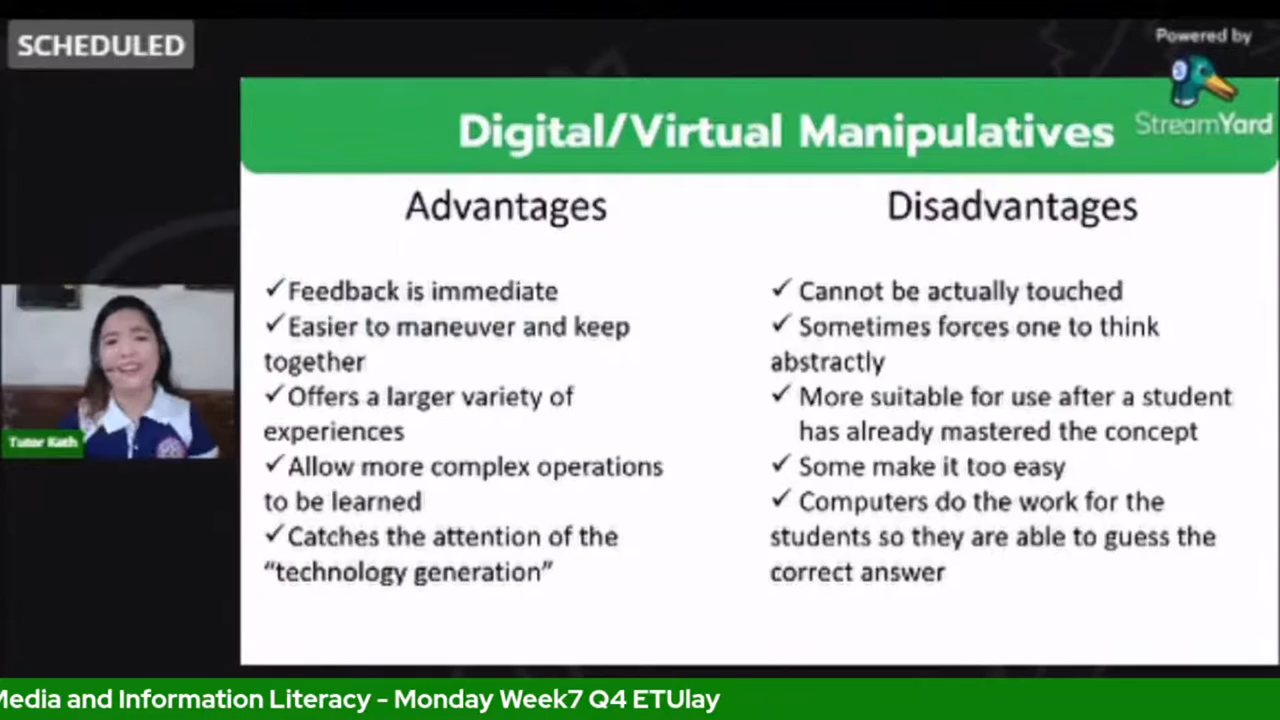 SCHEDULED
Powered by
StreamYard
Digital/Virtual Manipulatives
Advantages
✓Feedback is immediate
✓Easier to maneuver and keep
together
✓Offers a larger variety of
experiences
✓Allow more complex operations
to be learned
✓Catches the attention of the
“technology generation”
Disadvantages
✓ Cannot be actually touched
✓ Sometimes forces one to think
abstractly
✓ More suitable for use after a student
has already mastered the concept
✓ Some make it too easy
✓ Computers do the work for the
students so they are able to guess the
correct answer
Tutor Kath
Media and Information Literacy - Monday Week7 Q4 ETUlay